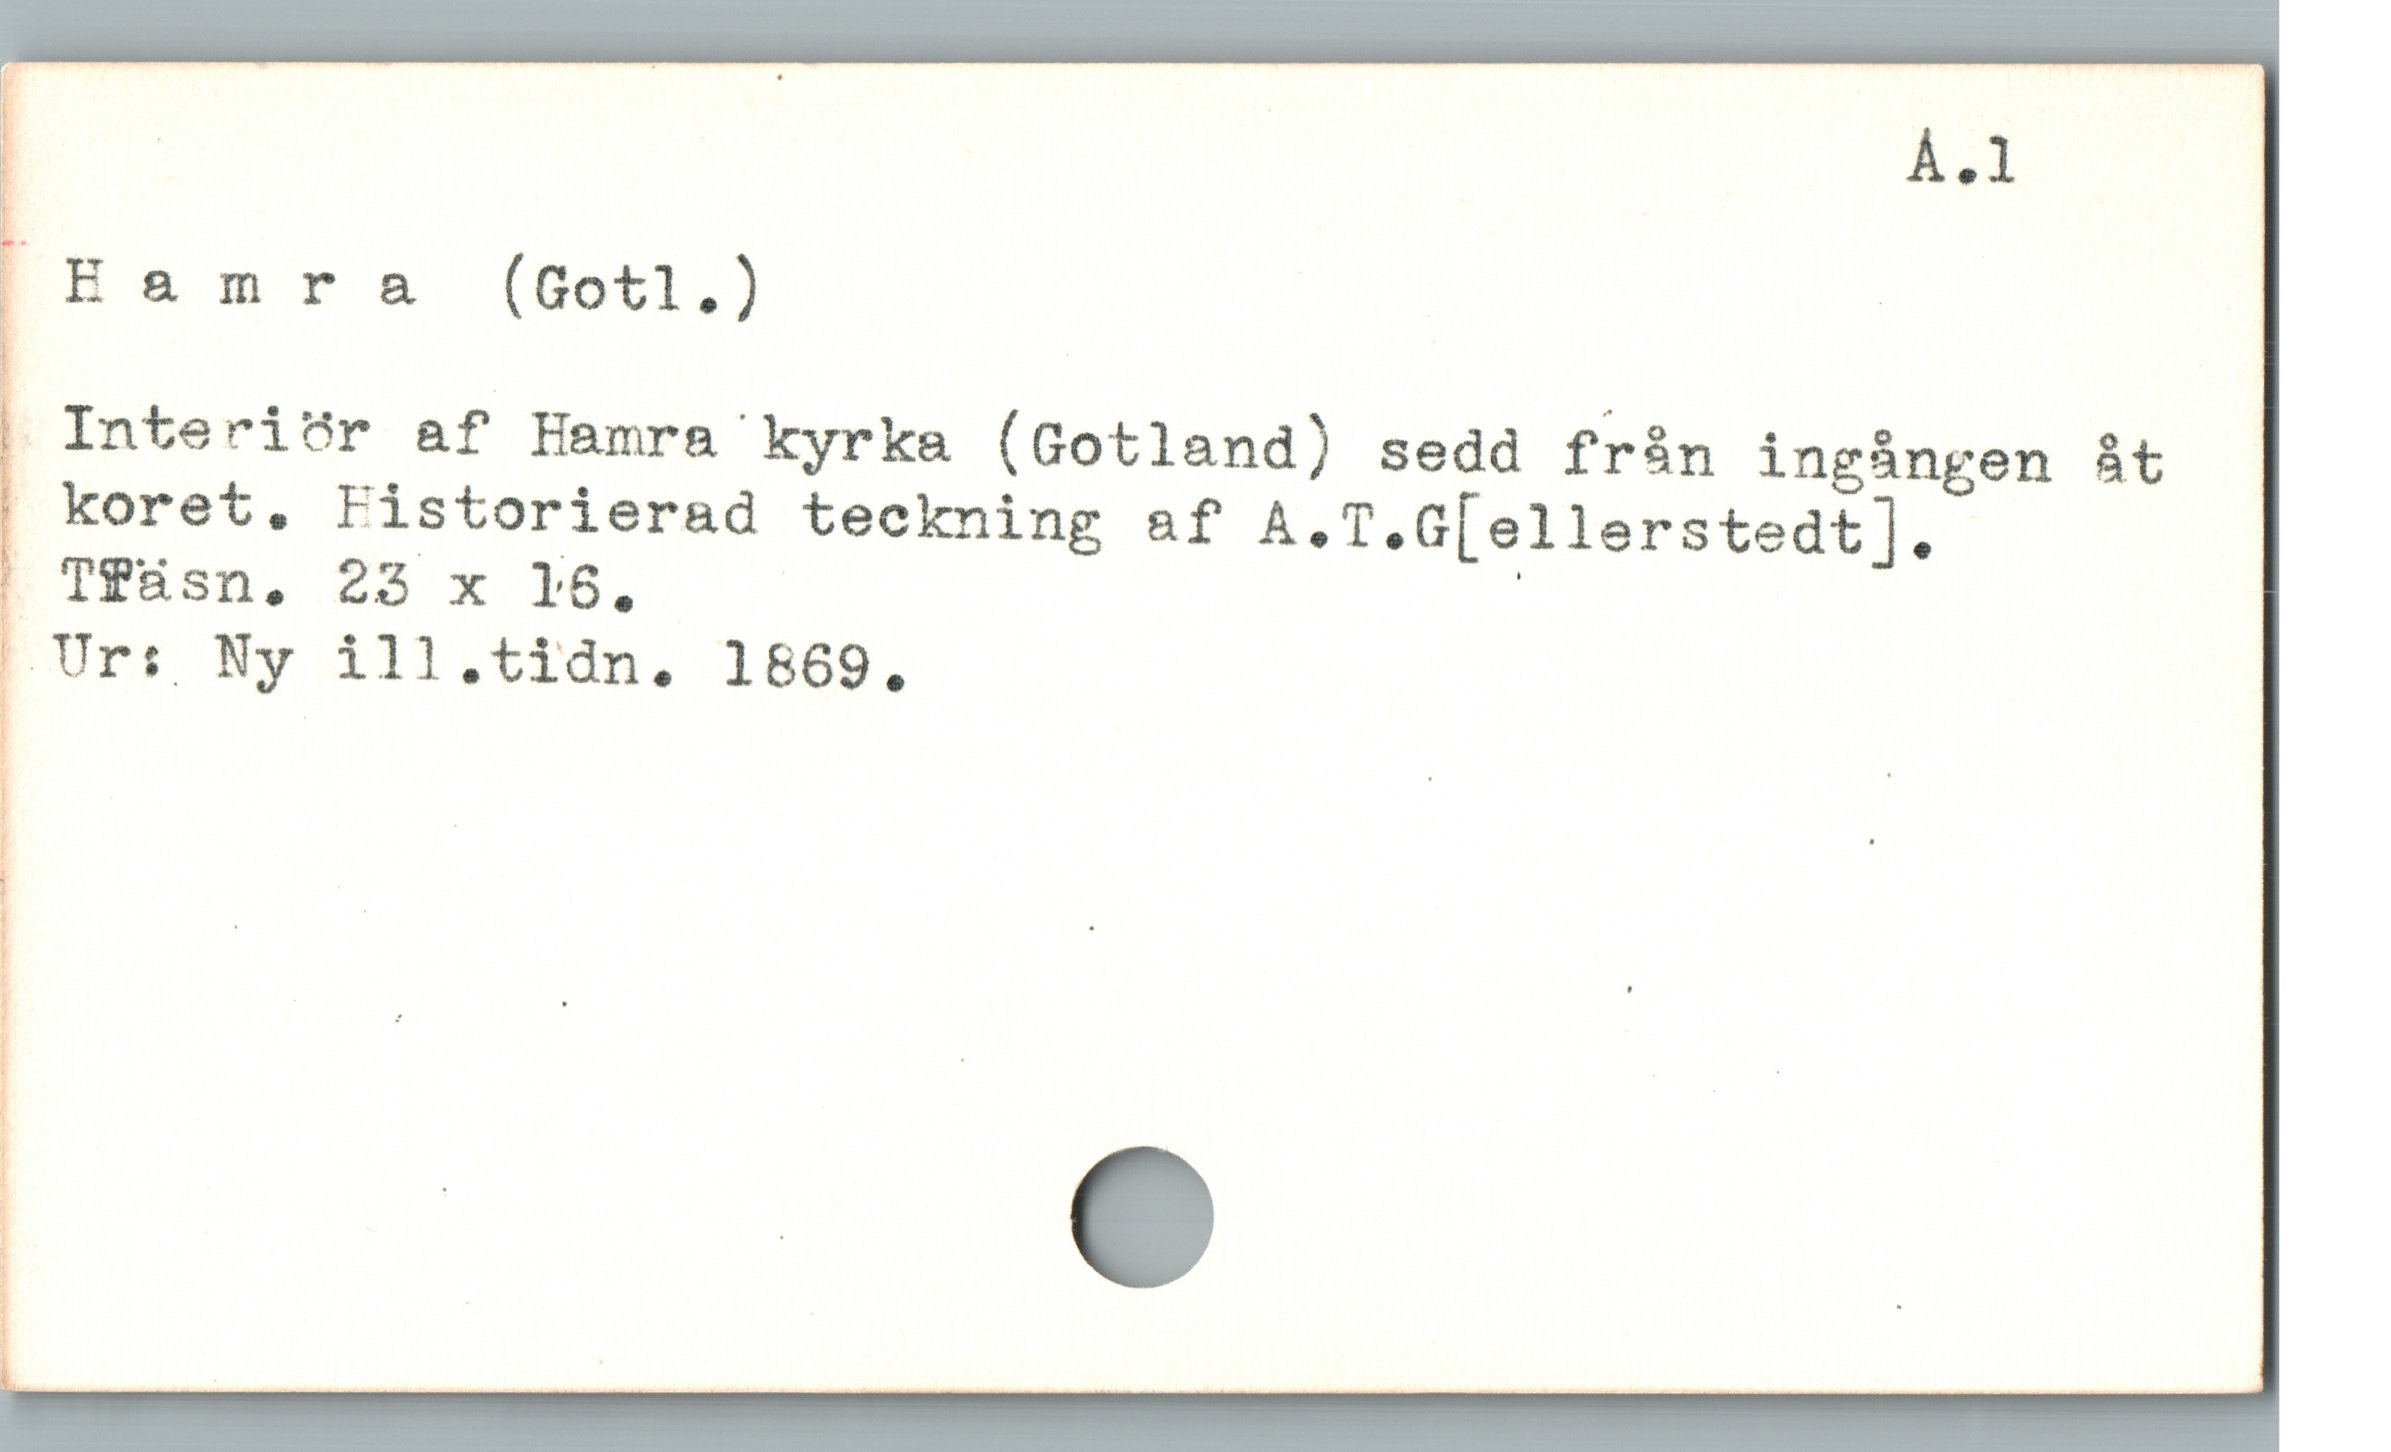 A.1
H a m r a (Gotl.)
Interiör af Hamra kyrka (Gotland) sedd från ingången åt
koret. Historierad teckning af A.T.G[ellerstedt].
Träsn. 23 x 16.
Ur: Ny ill.tidn. 1869.